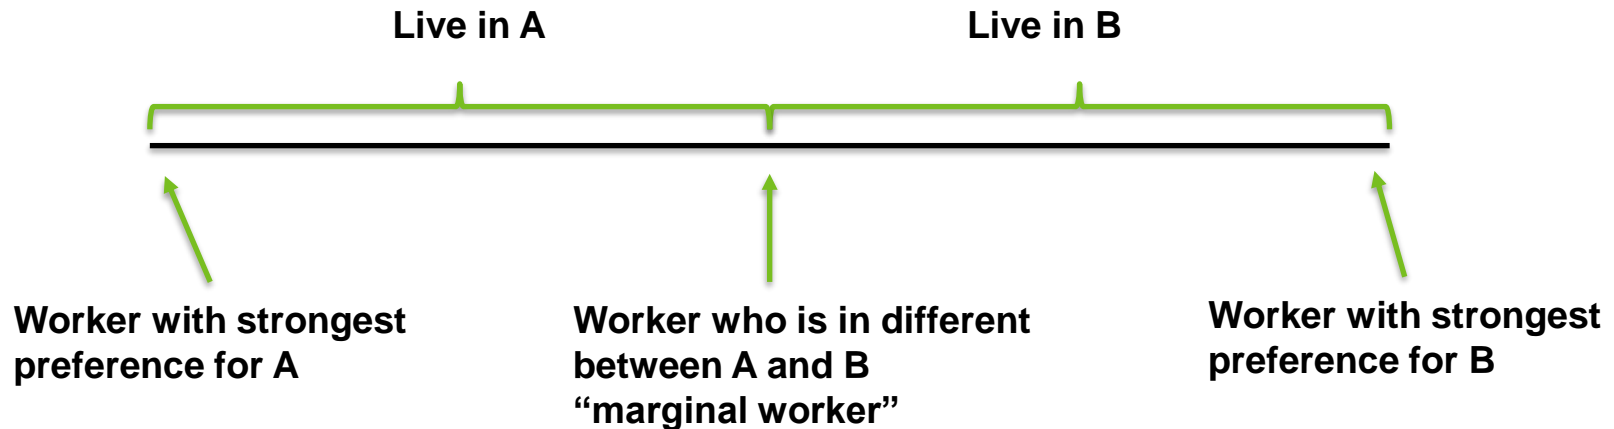 Live in A
Live in B
Worker with strongest
preference for A
Worker who is in different
between A and B
“marginal worker”
Worker with strongest
preference for B